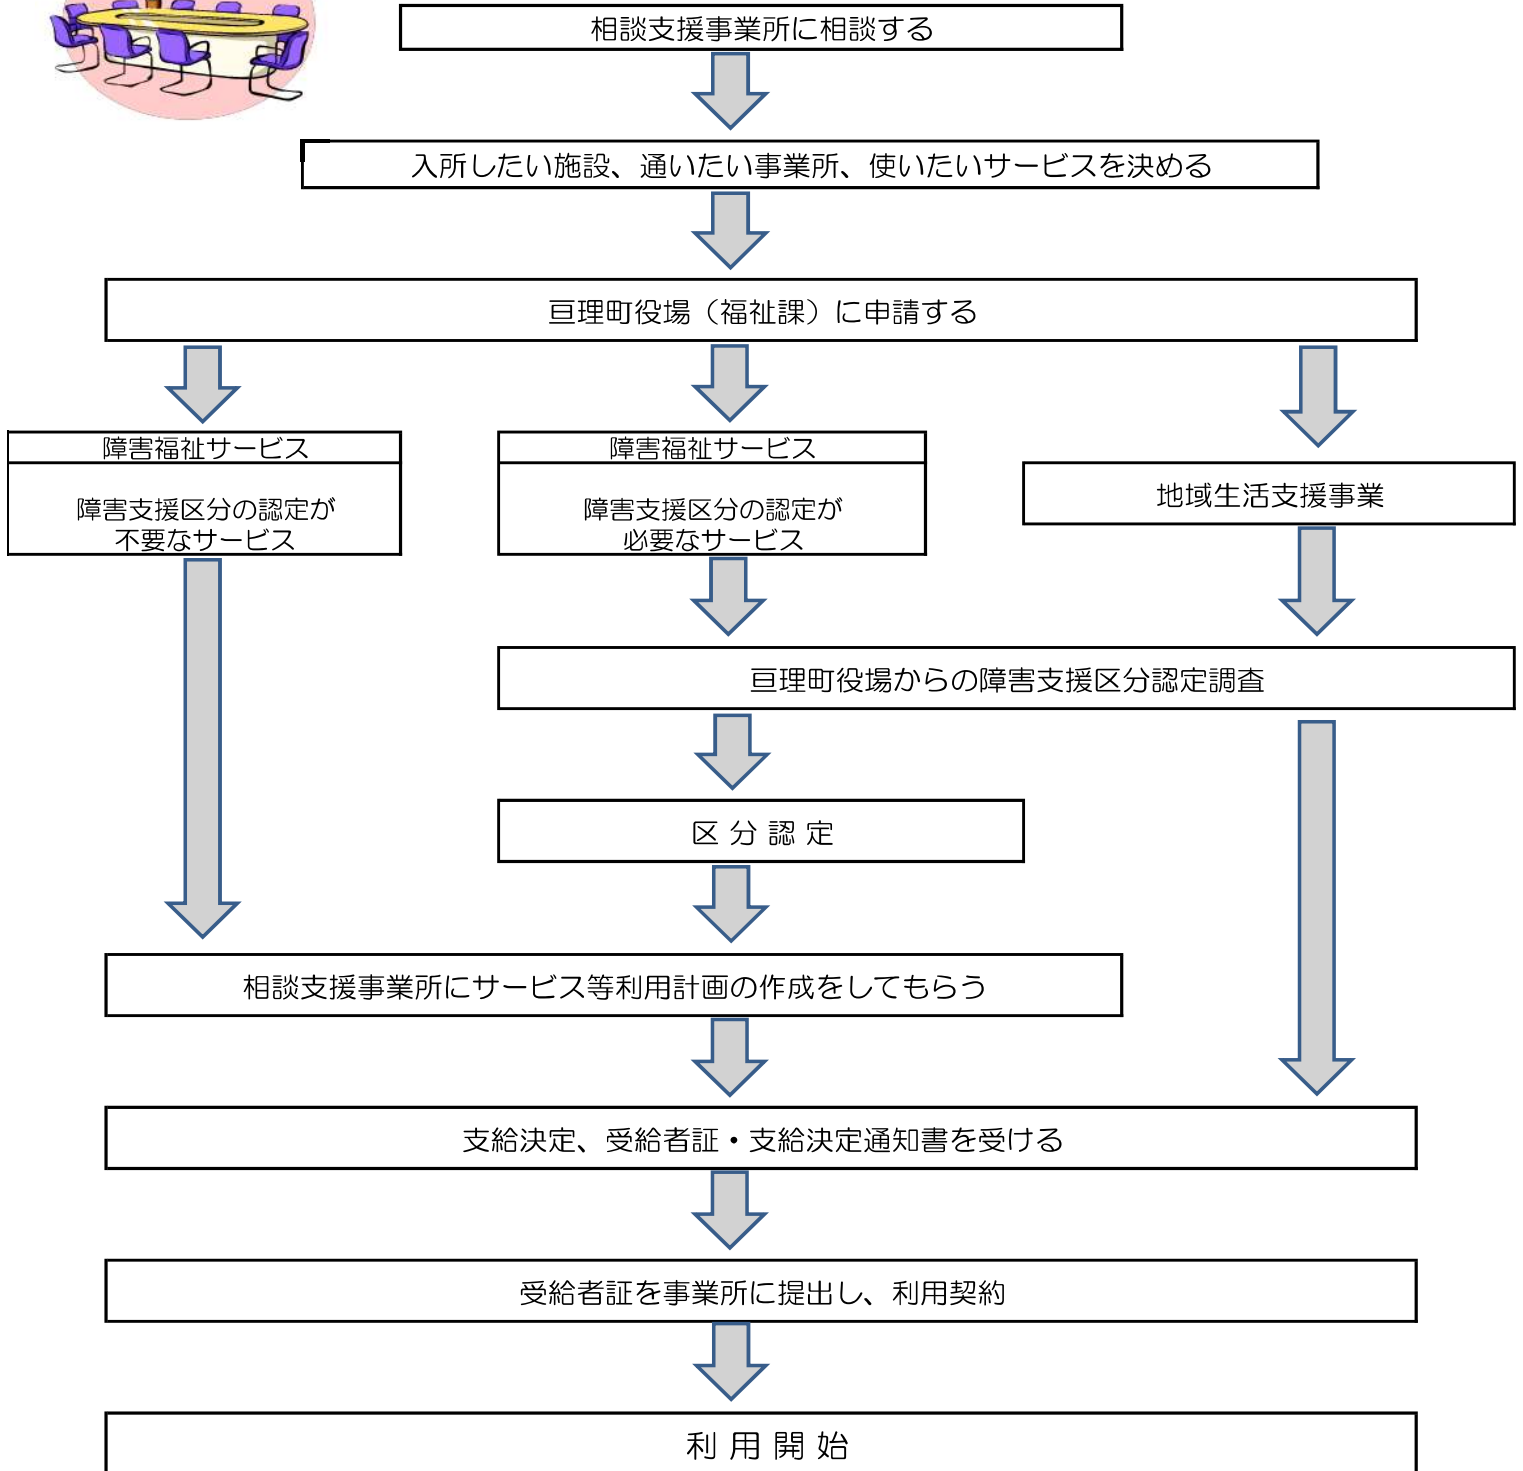 相談支援事業所に相談する
入所したい施設、通いたい事業所、使いたいサービスを決める
亘理町役場（福祉課）に申請する
障害福祉サービス
障害支援区分の認定が
不要なサービス
障害福祉サービス
障害支援区分の認定が
必要なサービス
地域生活支援事業
亘理町役場からの障害支援区分認定調査
区 分 認 定
相談支援事業所にサービス等利用計画の作成をしてもらう
支給決定、受給者証・支給決定通知書を受ける
受給者証を事業所に提出し、利用契約
利 用 開 始